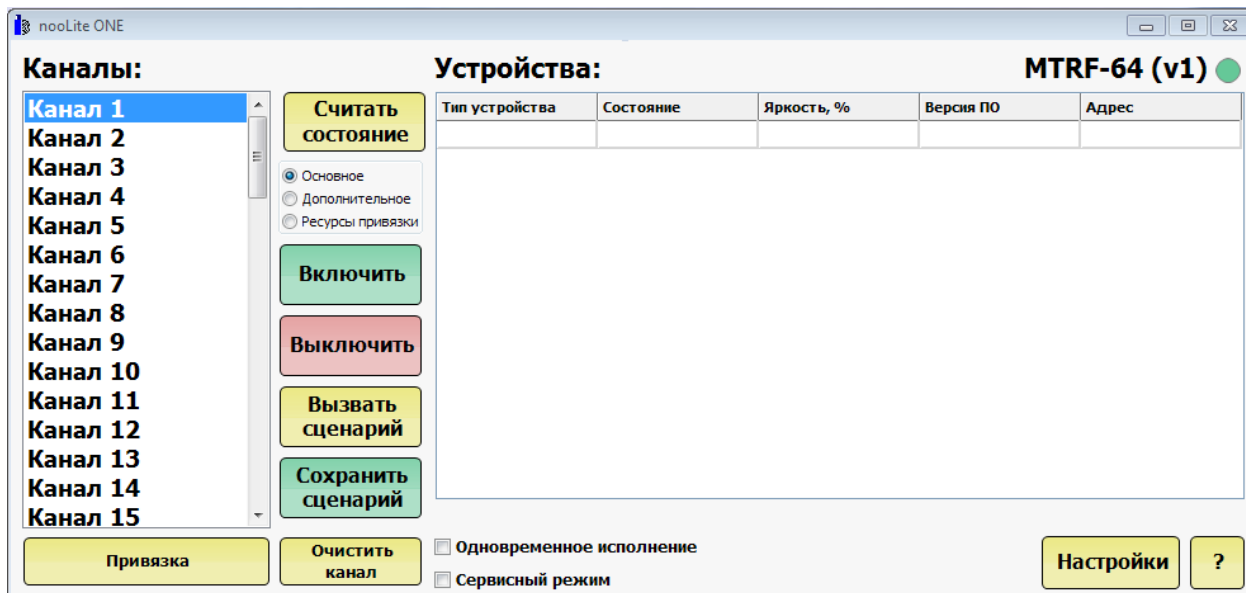 nooLite ONE
Каналы:
Устройства:
MTRF-64 (v1)
Канал 1
Канал 2
Канал 3
Канал 4
Канал 5
Канал 6
Канал 7
Канал 8
Канал 9
Канал 10
Канал 11
Канал 12
Канал 13
Канал 14
Канал 15
Привязка
Считать
состояние
Основное
Дополнительное
Ресурсы привязки
Включить
Выключить
Вызвать
сценарий
Сохранить
сценарий
Очистить
канал
Тип устройства Состояние Яркость, % Версия ПО Адрес
Одновременное исполнение
Сервисный режим
Настройки
?